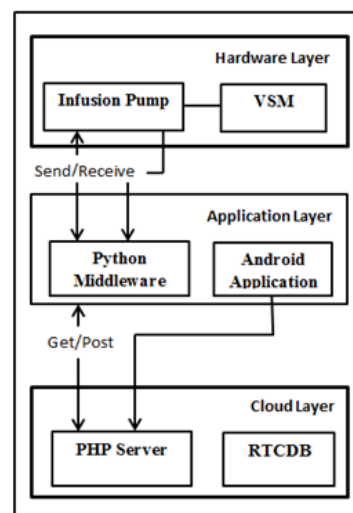 Hardware Layer
Infusion Pump
VSM
Send/Receive
Application Layer
Python
Middleware
Android
Application
Get/Post
Cloud Layer
PHP Server
RTCDB